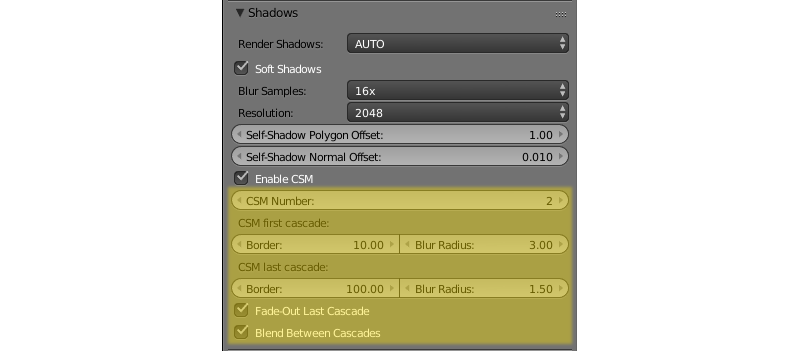 Shadows
Render Shadows: AUTO
Soft Shadows
Blur Samples: 16x
Resolution: 2048
Self-Shadow Polygon Offset: 1.00
Self-Shadow Normal Offset: 0.010
Enable CSM
CSM Number: 2
CSM first cascade:
Border: 10.00 Blur Radius: 3.00
CSM last cascade:
Border: 100.00 Blur Radius: 1.50
Fade-Out Last Cascade
Blend Between Cascades